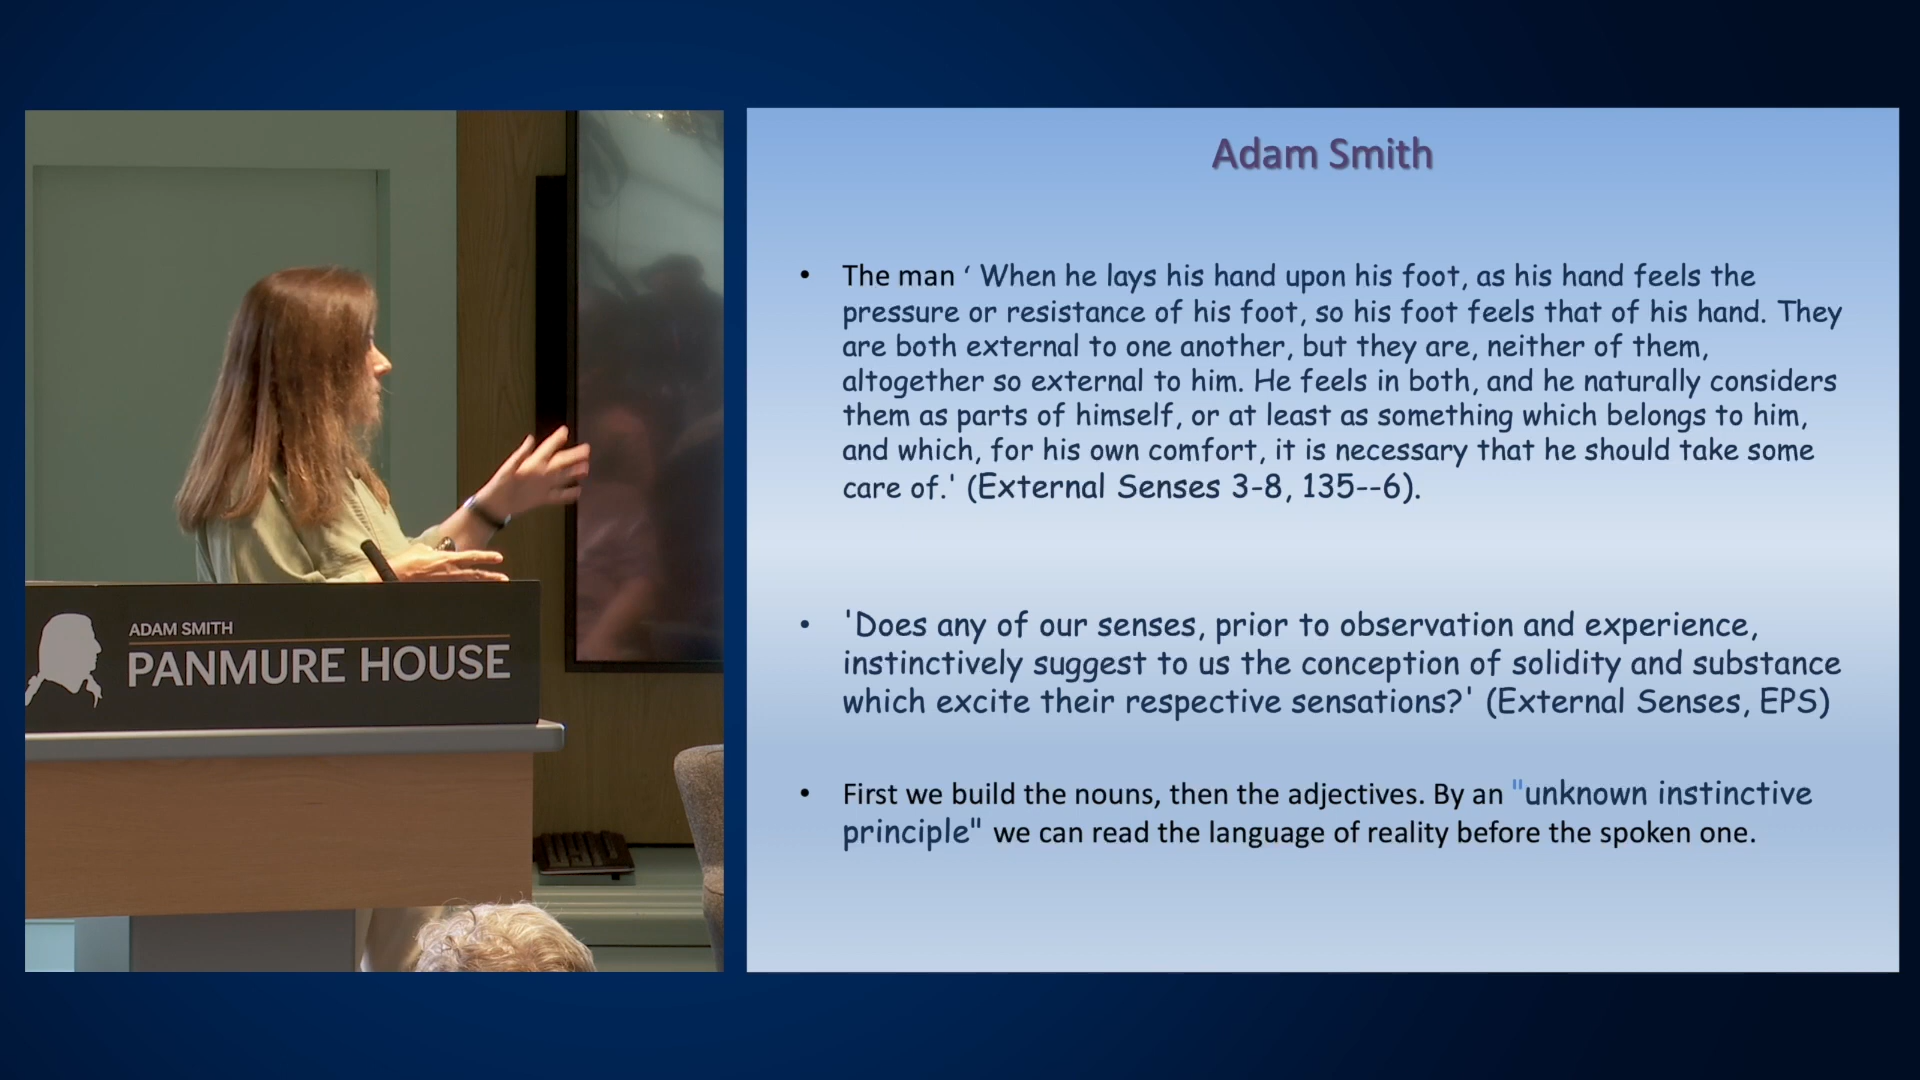 ADAM SMITH
PANMURE HOUSE
Adam Smith
• The man ‘ When he lays his hand upon his foot, as his hand feels the
pressure or resistance of his foot, so his foot feels that of his hand. They
are both external to one another, but they are, neither of them,
altogether so external to him. He feels in both, and he naturally considers
them as parts of himself, or at least as something which belongs to him,
and which, for his own comfort, it is necessary that he should take some
care of.' (External Senses 3-8, 135--6).
• 'Does any of our senses, prior to observation and experience,
instinctively suggest to us the conception of solidity and substance
which excite their respective sensations?' (External Senses, EPS)
• First we build the nouns, then the adjectives. By an "unknown instinctive
principle" we can read the language of reality before the spoken one.